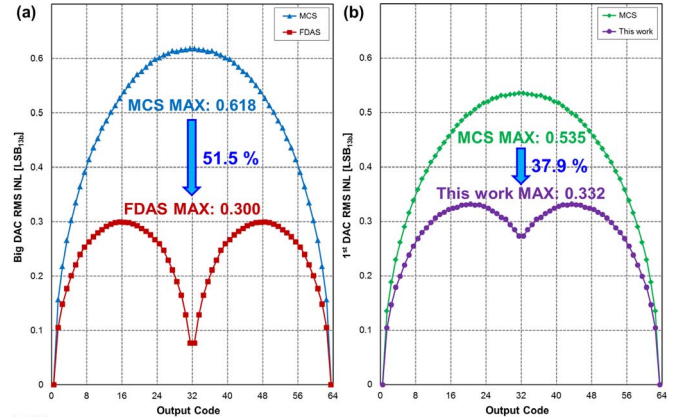 (a)
MCS
FDAS
0.6
0.5
0.4
0.3
0.2
0.1
0
Big DAC RMS INL [LSB13b]
MCS MAX: 0.618
51.5 %
FDAS MAX: 0.300
0 8 16 24 32 40 48 56 64
Output Code
(b)
MCS
This work
0.6
0.5
0.4
0.3
0.2
0.1
0
1st DAC RMS INL [LSB13b]
MCS MAX: 0.535
37.9 %
This work MAX: 0.332
0 8 16 24 32 40 48 56 64
Output Code